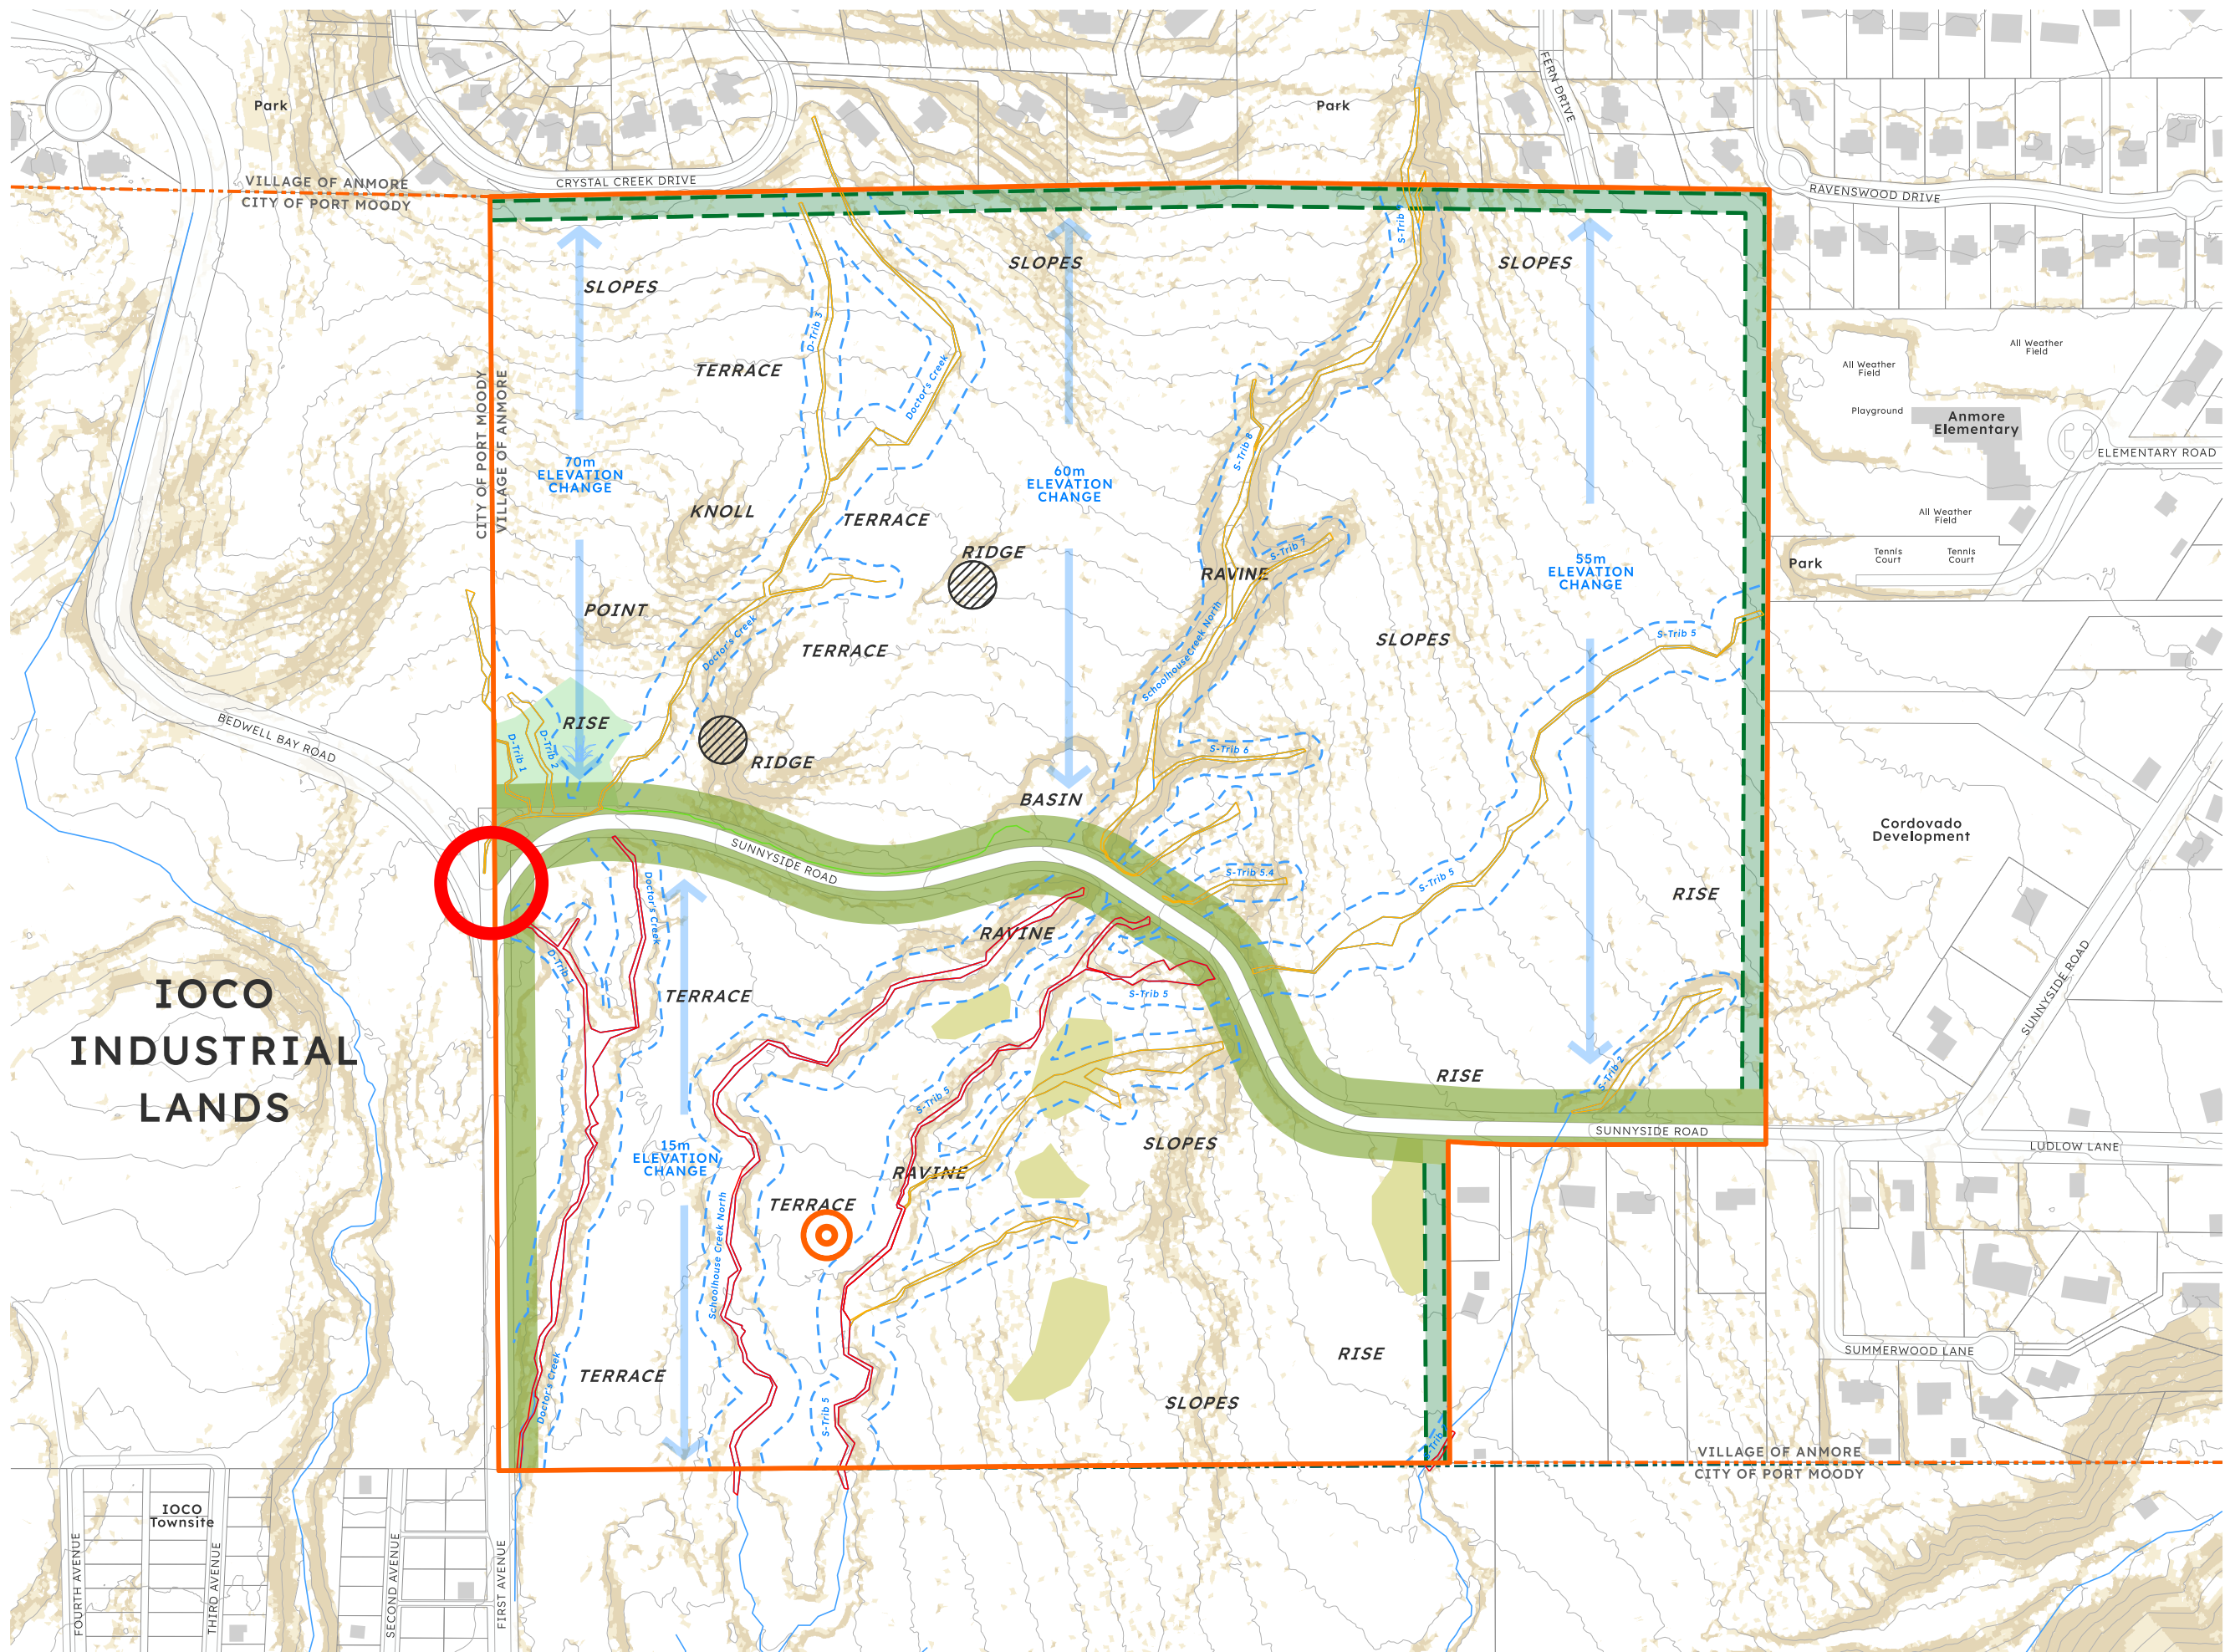 Park
Park
FERN DRIVE
VILLAGE OF ANMORE
CITY OF PORT MOODY
CRYSTAL CREEK DRIVE
RAVENSWOOD DRIVE
SLOPES
SLOPES
SLOPES
D-Trib 3
Doctor's Creek
TERRACE
All Weather
Field
All Weather
Field
Playground
Anmore
Elementary
ELEMENTARY ROAD
CITY OF PORT MOODY
VILLAGE OF ANMORE
70m
ELEVATION
CHANGE
60m
ELEVATION
CHANGE
S-Trib 8
KNOLL
TERRACE
RIDGE
S-Trib 7
RAVINE
55m
ELEVATION
CHANGE
All Weather
Field
Tennis
Court
Tennis
Court
Park
POINT
Doctor's Creek
TERRACE
Schoolhouse Creek North
SLOPES
S-Trib 5
BEDWELL BAY ROAD
RISE
D-Trib 1
D-Trib 2
RIDGE
S-Trib 6
BASIN
SUNNYSIDE ROAD
S-Trib 5.4
S-Trib 5
Cordovado
Development
RISE
Doctor's Creek
D-Trib 1
RAVINE
IOCO
INDUSTRIAL
LANDS
TERRACE
S-Trib 5
SUNNYSIDE ROAD
S-Trib 2
RISE
S-Trib 5
SUNNYSIDE ROAD
LUDLOW LANE
15m
ELEVATION
CHANGE
SLOPES
RAVINE
TERRACE
Schoolhouse Creek North
RISE
SUMMERWOOD LANE
TERRACE
Doctor's Creek
S-Trib 5
SLOPES
VILLAGE OF ANMORE
CITY OF PORT MOODY
IOCO
Townsite
FOURTH AVENUE
THIRD AVENUE
SECOND AVENUE
FIRST AVENUE